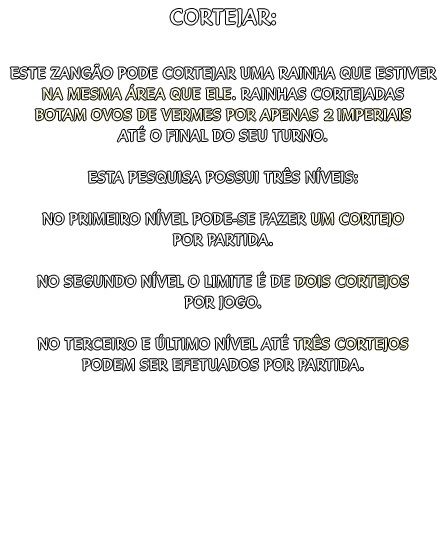 CORTEJAR:
ESTE ZANGÃO PODE CORTEJAR UMA RAINHA QUE ESTIVER
NA MESMA ÁREA QUE ELE. RAINHAS CORTEJADAS
BOTAM OVOS DE VERMES POR APENAS 2 IMPERIAIS
ATÉ O FINAL DO SEU TURNO.
ESTA PESQUISA POSSUI TRÊS NÍVEIS:
NO PRIMEIRO NÍVEL PODE-SE FAZER UM CORTEJO
POR PARTIDA.
NO SEGUNDO NÍVEL O LIMITE É DE DOIS CORTEJOS
POR JOGO.
NO TERCEIRO E ÚLTIMO NÍVEL ATÉ TRÊS CORTEJOS
PODEM SER EFETUADOS POR PARTIDA.